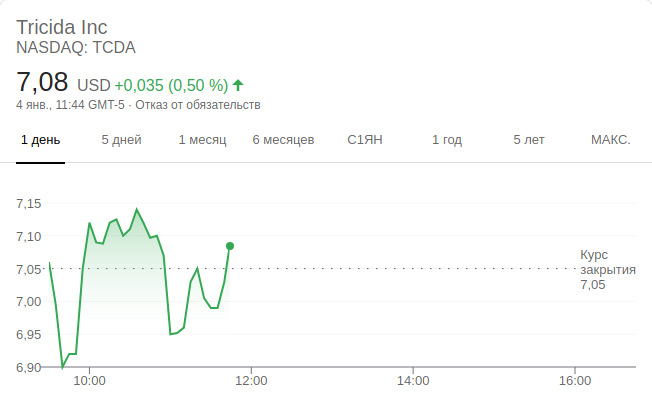 Tricida Inc
NASDAQ: TCDA
7,08 USD +0,035 (0,50 %)
4 янв., 11:44 GMT-5 · Отказ от обязательств
1 день 5 дней 1 месяц 6 месяцев С1ЯН 1 год 5 лет МАКС.
7,15
7,10
7,05
7,00
6,95
6,90
Курс
закрытия
7,05
10:00 12:00 14:00 16:00